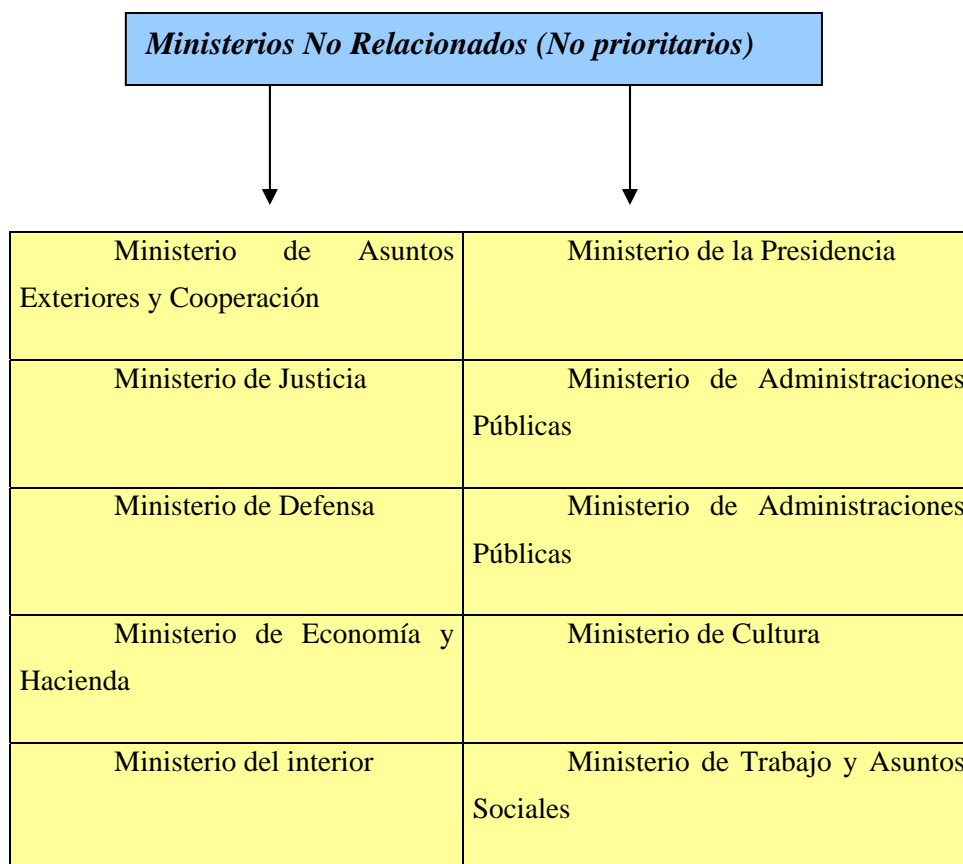 Ministerios No Relacionados (No prioritarios)
Ministerio de Asuntos
Exteriores y Cooperación
Ministerio de la Presidencia
Ministerio de Justicia
Ministerio de Administraciones
Públicas
Ministerio de Defensa
Ministerio de Administraciones
Públicas
Ministerio de Economía y
Hacienda
Ministerio de Cultura
Ministerio del interior
Ministerio de Trabajo y Asuntos
Sociales